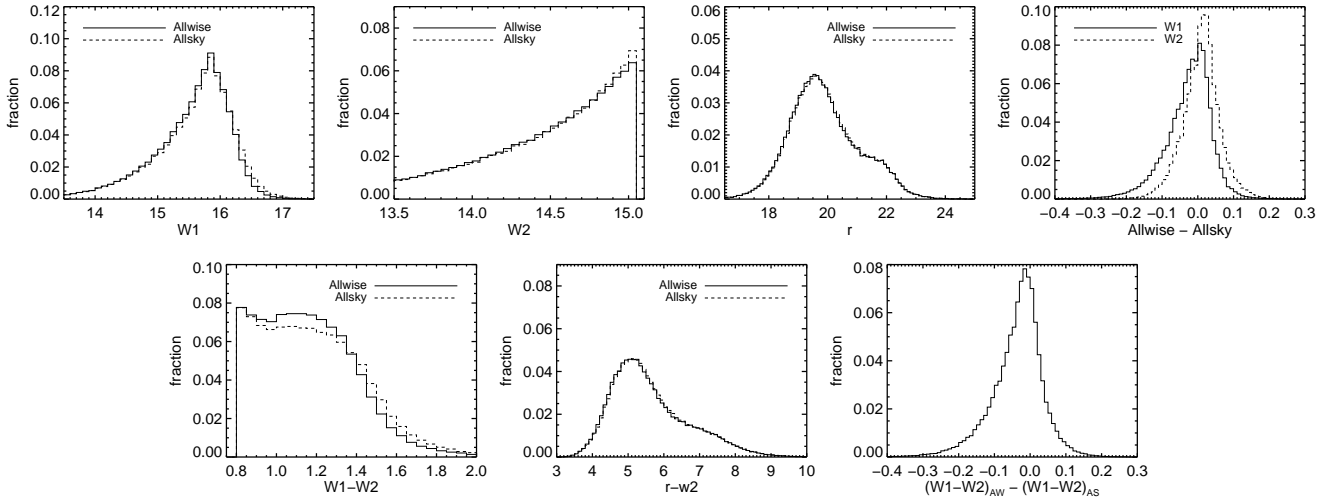 0.12
0.10
0.08
0.06
0.04
0.02
0.00
fraction
Allwise
Allsky
14 15 16 17
W1
0.08
0.06
0.04
0.02
0.00
fraction
Allwise
Allsky
13.5 14.0 14.5 15.0
W2
0.05
0.04
0.03
0.02
0.01
0.00
fraction
Allwise
Allsky
18 20 22 24
r
0.10
0.08
0.06
0.04
0.02
0.00
fraction
W1
W2
−0.4 −0.3 −0.2 −0.1 0.0 0.1 0.2 0.3
Allwise − Allsky
0.10
0.08
0.06
0.04
0.02
0.00
fraction
Allwise
Allsky
0.8 1.0 1.2 1.4 1.6 1.8 2.0
W1−W2
0.06
0.04
0.02
0.00
fraction
Allwise
Allsky
3 4 5 6 7 8 9 10
r−w2
0.08
0.06
0.04
0.02
0.00
fraction
−0.4 −0.3 −0.2 −0.1 0.0 0.1 0.2 0.3
(W1−W2)AW − (W1−W2)AS